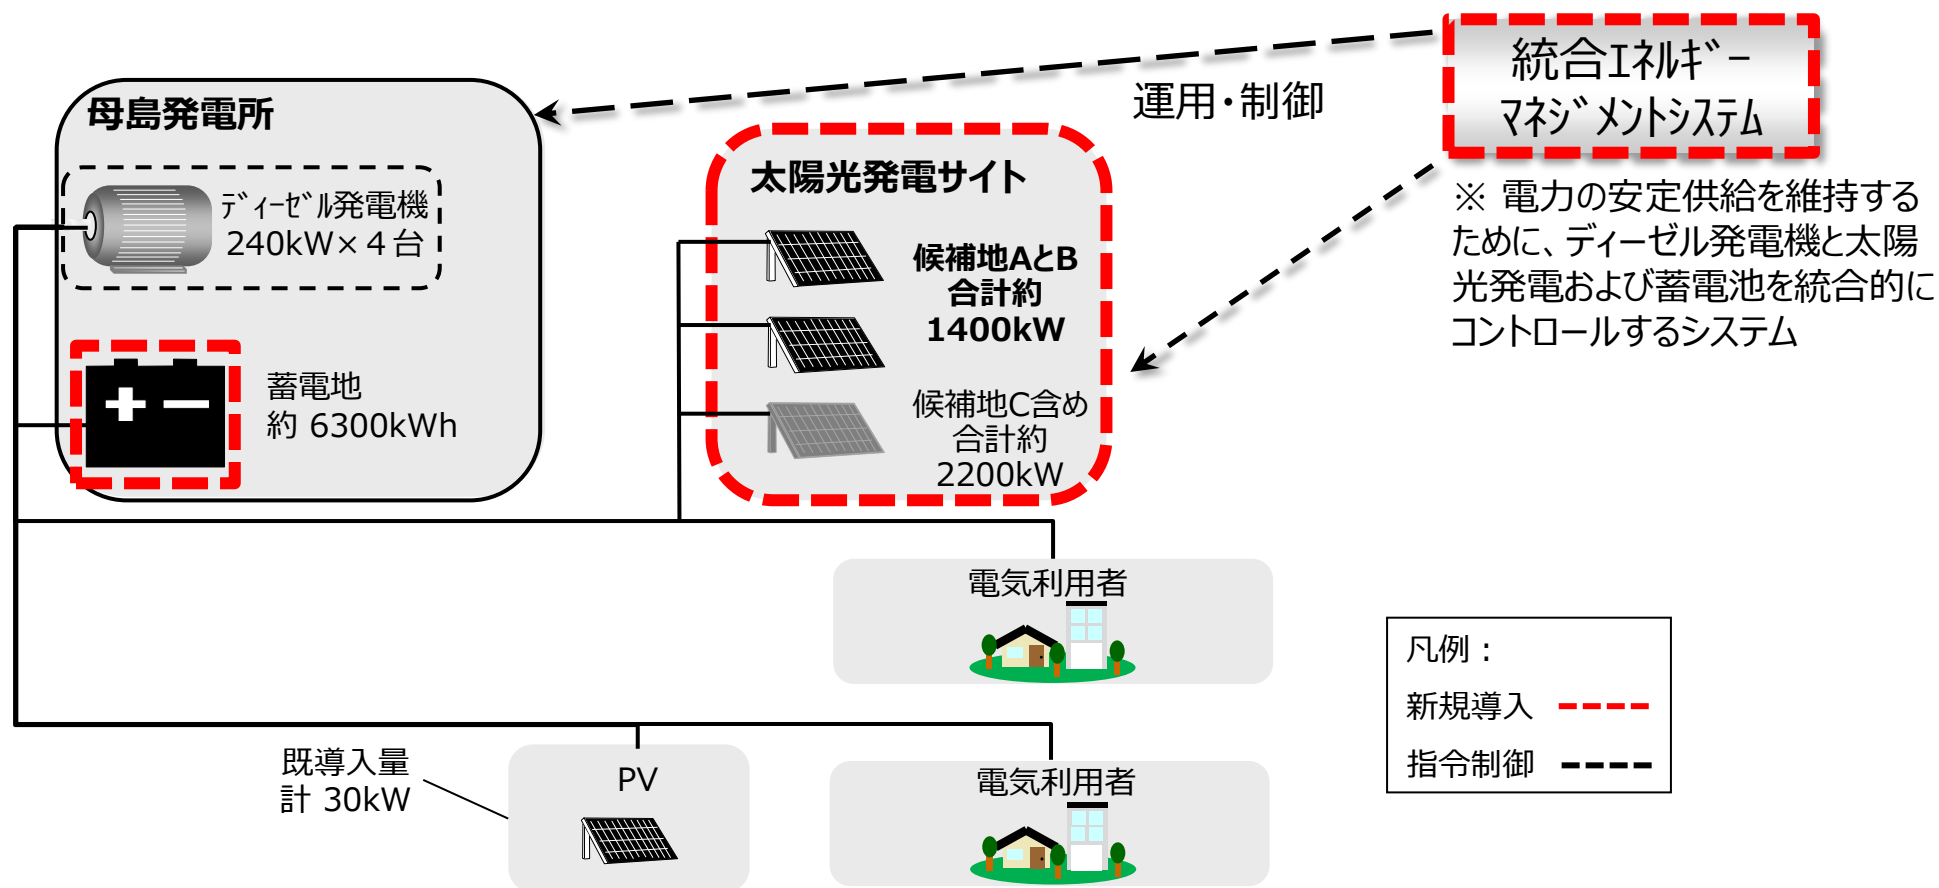 母島発電所
ﾃﾞｨｰｾﾞﾙ発電機
240kW×４台
蓄電地
約 6300kWh
太陽光発電サイト
候補地AとB
合計約
1400kW
候補地C含め
合計約
2200kW
運用･制御
統合ｴﾈﾙｷﾞｰ
ﾏﾈｼﾞﾒﾝﾄｼｽﾃﾑ
※ 電力の安定供給を維持する
ために、ディーゼル発電機と太陽
光発電および蓄電池を統合的に
コントロールするシステム
電気利用者
既導入量
計 30kW
PV
電気利用者
凡例：
新規導入
指令制御